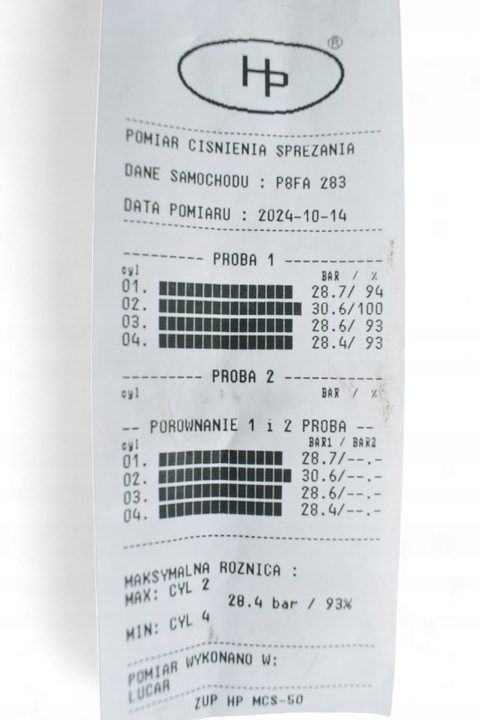 HP ®
POMIAR CISNIENIA SPREZANIA
DANE SAMOCHODU : P8FA 283
DATA POMIARU : 2024-10-14
--------- PROBA 1 -----------
cyl BAR / %
01. 28.7/ 94
02. 30.6/100
03. 28.6/ 93
04. 28.4/ 93
--------- PROBA 2 -----------
cyl BAR / %
-- POROWNANIE 1 i 2 PROBA --
cyl BAR1 / BAR2
01. 28.7/--.-
02. 30.6/--.-
03. 28.6/--.-
04. 28.4/--.-
MAKSYMALNA ROZNICA :
MAX: CYL 2
28.4 bar / 93%
MIN: CYL 4
POMIAR WYKONANO W:
LUCAR
ZUP HP MCS-50